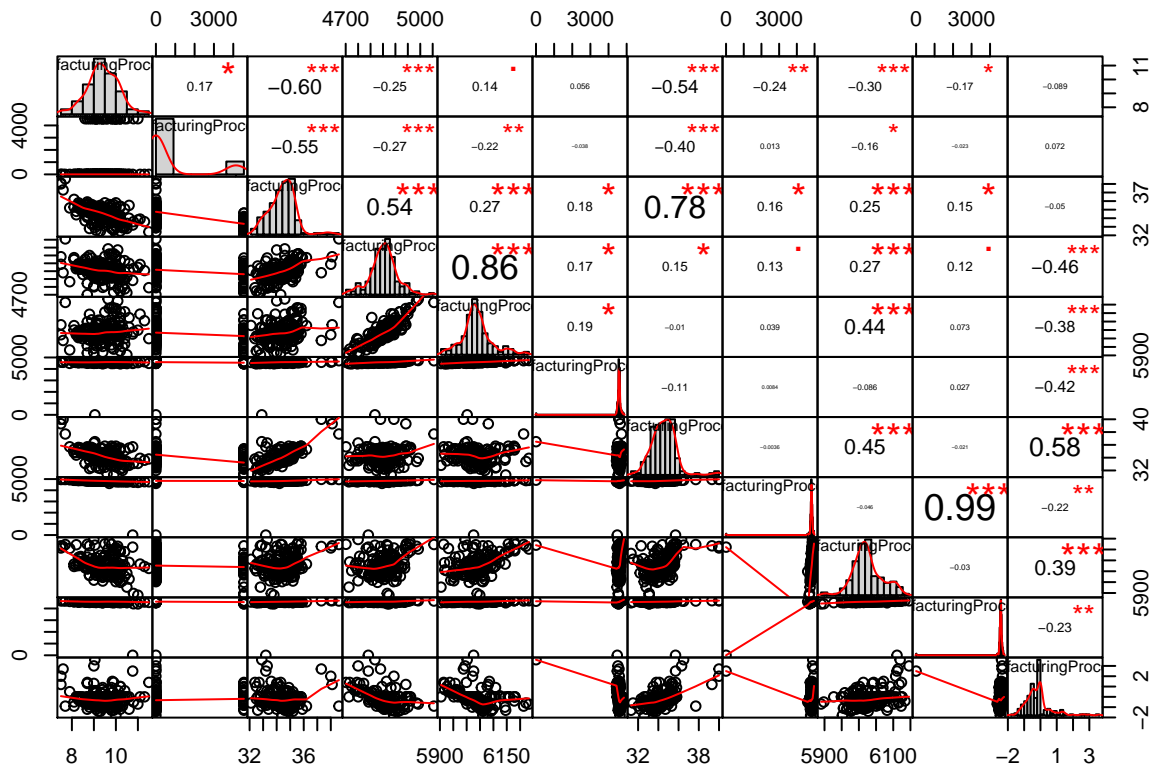 0 3000 4700 5000 0 3000 0 3000 0 3000
facturingProc 0.17 * −0.60 *** −0.25 *** 0.14 . 0.056 −0.54 *** −0.24 ** −0.30 *** −0.17 * −0.089 8 11
0 4000 facturingProc −0.55 *** −0.27 *** −0.22 ** −0.038 −0.40 *** 0.013 −0.16 * −0.023 0.072
facturingProc 0.54 *** 0.27 *** 0.18 * 0.78 *** 0.16 * 0.25 *** 0.15 * −0.05 32 37
4700 facturingProc 0.86 *** 0.17 * 0.15 * 0.13 . 0.27 *** 0.12 . −0.46 ***
facturingProc 0.19 * −0.01 0.039 0.44 *** 0.073 −0.38 *** 5900
0 5000 facturingProc −0.11 0.0084 −0.086 0.027 −0.42 ***
facturingProc −0.0036 0.45 *** −0.021 0.58 *** 32 40
0 5000 facturingProc −0.046 0.99 *** −0.22 **
facturingProc −0.03 0.39 *** 5900
0 facturingProc −0.23 **
facturingProc −2 2
8 10 32 36 5900 6150 32 38 5900 6100 −2 1 3